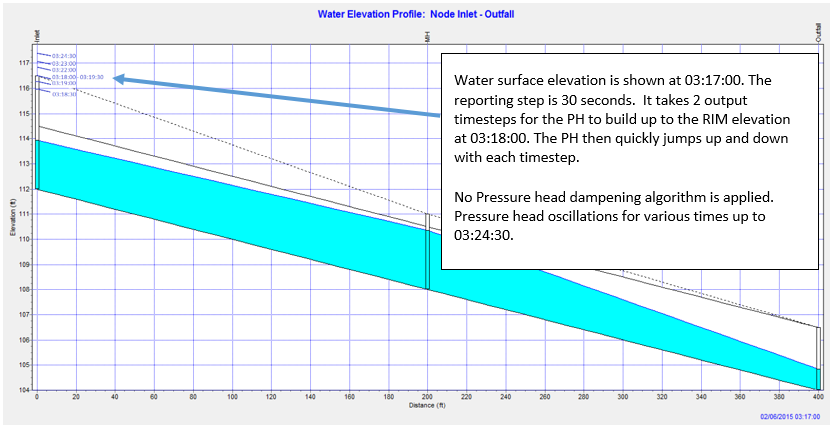 Water Elevation Profile: Node Inlet - Outfall
Inlet
MH
Outfall
03:24:30
03:23:00
03:22:00
03:18:00- 03:19:30
03:19:00
03:18:30
Water surface elevation is shown at 03:17:00. The
reporting step is 30 seconds. It takes 2 output
timesteps for the PH to build up to the RIM elevation
at 03:18:00. The PH then quickly jumps up and down
with each timestep.
No Pressure head dampening algorithm is applied.
Pressure head oscillations for various times up to
03:24:30.
117
116
115
114
113
112
111
110
109
108
107
106
105
104
Elevation (ft)
0 20 40 60 80 100 120 140 160 180 200 220 240 260 280 300 320 340 360 380 400
Distance (ft)
02/06/2015 03:17:00